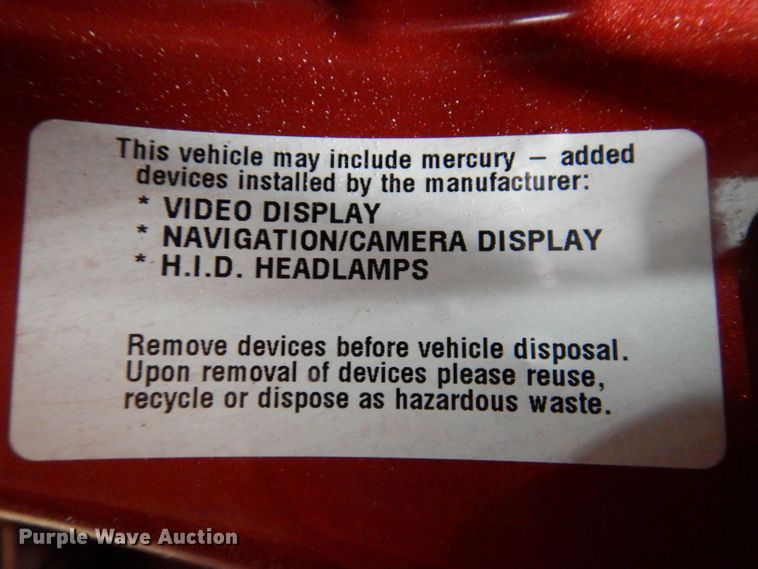 This vehicle may include mercury – added
devices installed by the manufacturer:
* VIDEO DISPLAY
* NAVIGATION/CAMERA DISPLAY
* H.I.D. HEADLAMPS
Remove devices before vehicle disposal.
Upon removal of devices please reuse,
recycle or dispose as hazardous waste.
Purple Wave Auction